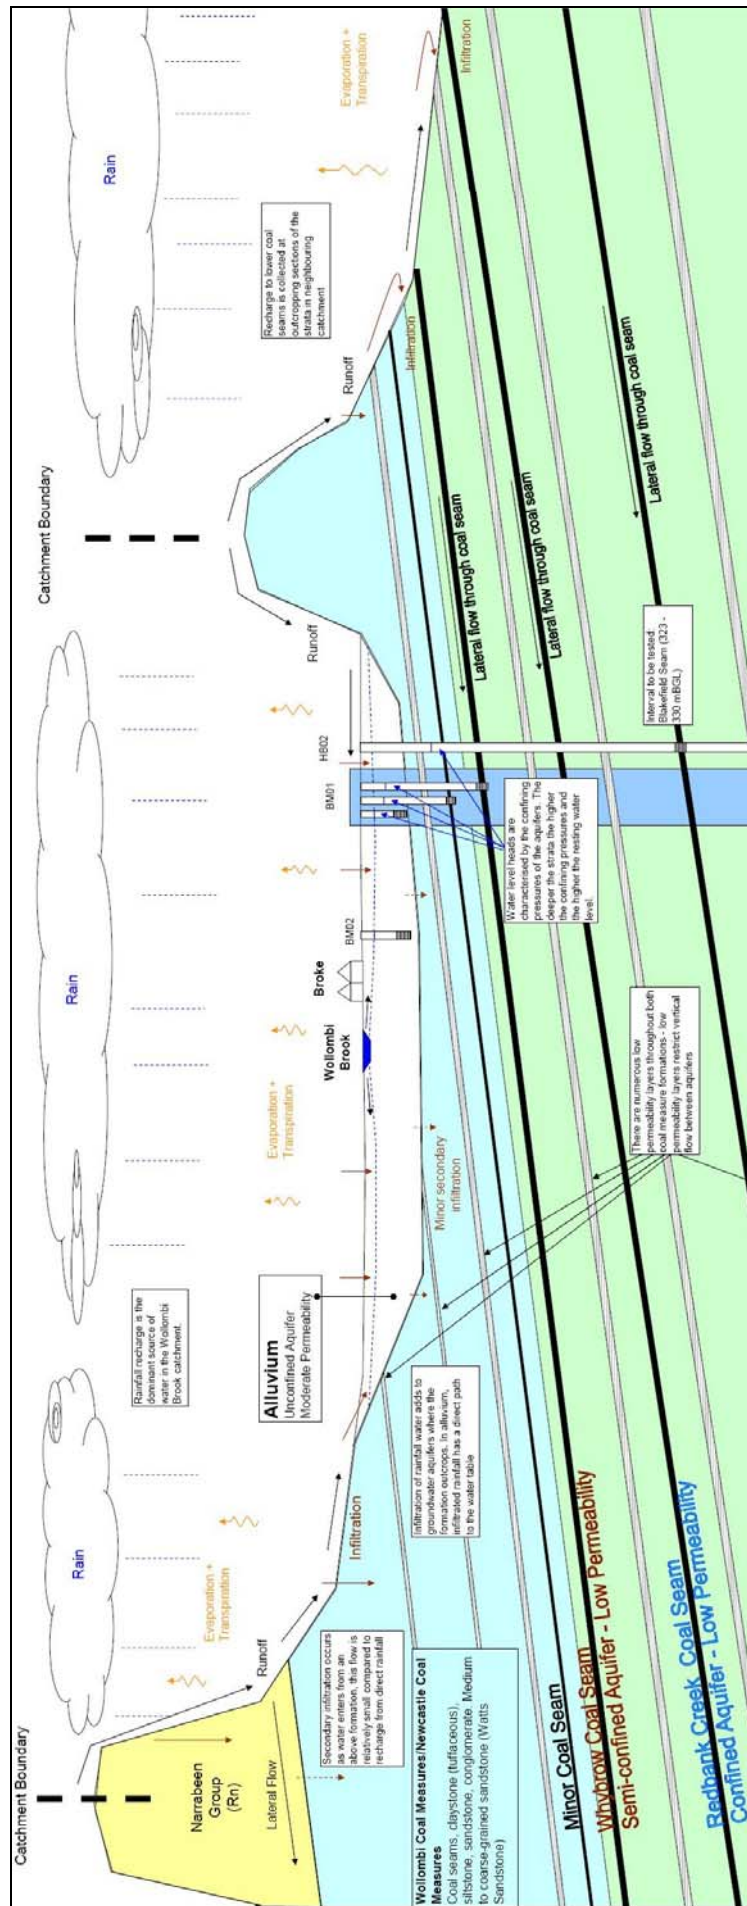 Catchment Boundary
Catchment Boundary
Rain
Rain
Rain
Evaporation +
Transpiration
Evaporation +
Transpiration
Evaporation +
Transpiration
Narrabeen
Group
(Rn)
Lateral Flow
Runoff
Runoff
Runoff
Infiltration
Infiltration
Infiltration
Secondary infiltration occurs
as water enters from an
above formation, this flow is
relatively small compared to
recharge from direct rainfall
Rainfall recharge is the
dominant source of
water in the Wollombi
Brook catchment.
Alluvium
Unconfined Aquifer
Moderate Permeability
Infiltration of rainfall water adds to
groundwater aquifers where the
formation outcrops. In alluvium,
infiltrated rainfall has a direct path
to the water table
Wollombi
Brook
Broke
BM02
BM01
HB02
Minor secondary
infiltration
Recharge to lower coal
seams is collected at
outcropping sections of the
strata in neighbouring
catchment
Water level heads are
characterised by the confining
pressures of the aquifers. The
deeper the strata the higher
the confining pressures and
the higher the resting water
level.
There are numerous low
permeability layers throughout both
coal measure formations - low
permeability layers restrict vertical
flow between aquifers
Interval to be tested:
Blakefield Seam (323 -
330 mBGL)
Lateral flow through coal seam
Lateral flow through coal seam
Lateral flow through coal seam
Wollombi Coal Measures/Newcastle Coal
Measures
Coal seams, claystone (tuffaceous),
siltstone, sandstone, conglomerate. Medium
to coarse-grained sandstone (Watts
Sandstone)
Minor Coal Seam
Whybrow Coal Seam
Semi-confined Aquifer - Low Permeability
Redbank Creek Coal Seam
Confined Aquifer - Low Permeability